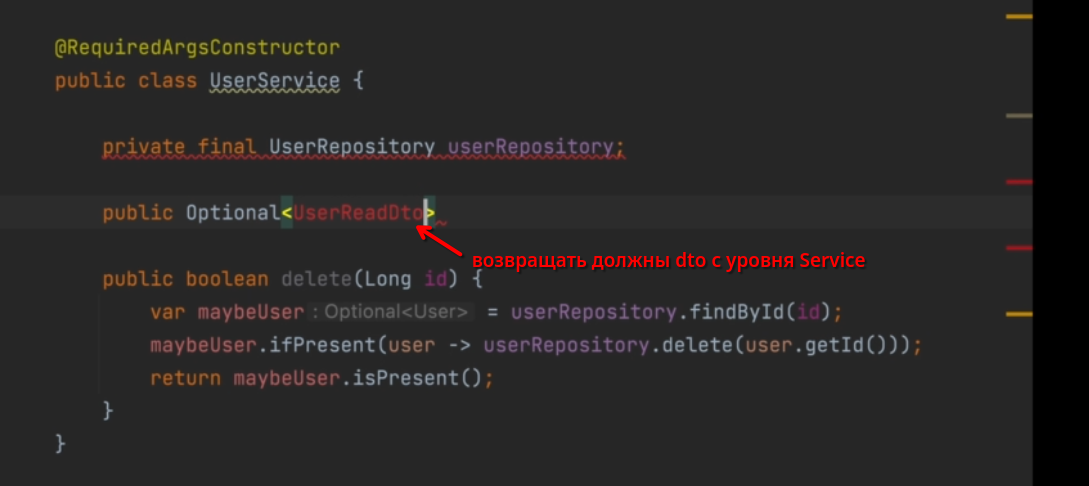 @RequiredArgsConstructor
public class UserService {
private final UserRepository userRepository;
public Optional<UserReadDto>
возвращать должны dto с уровня Service
public boolean delete(Long id) {
var maybeUser : Optional<User> = userRepository.findById(id);
maybeUser.ifPresent(user -> userRepository.delete(user.getId()));
return maybeUser.isPresent();
}
}